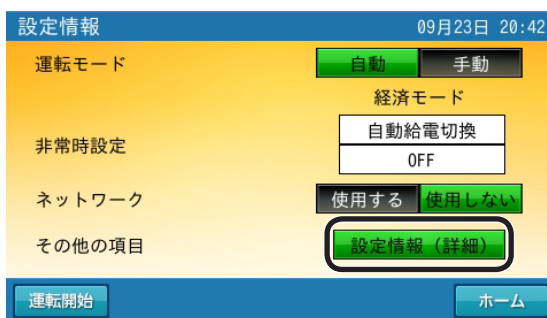 設定情報 09月23日 20:42
運転モード 自動 手動
経済モード
非常時設定 自動給電切換
OFF
ネットワーク 使用する 使用しない
その他の項目 設定情報（詳細）
運転開始 ホーム